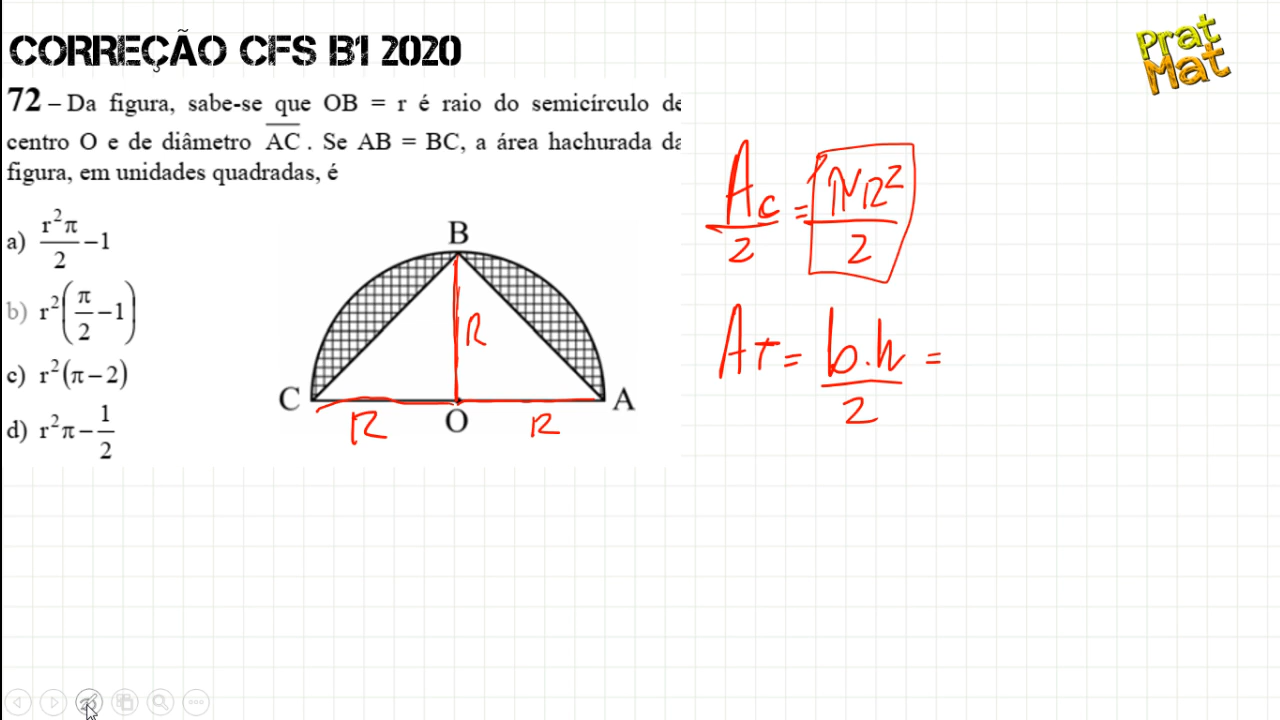 CORREÇÃO CFS B1 2020
Prat
Mat
72 – Da figura, sabe-se que OB = r é raio do semicírculo de
centro O e de diâmetro A̅C̅ . Se AB = BC, a área hachurada da
figura, em unidades quadradas, é
a) r²π/2 − 1
b) r²(π/2 − 1)
c) r²(π − 2)
d) r²π − 1/2
B
C
O
A
R
R
R
Ac/2 = πR²/2
AT = b.h/2 =